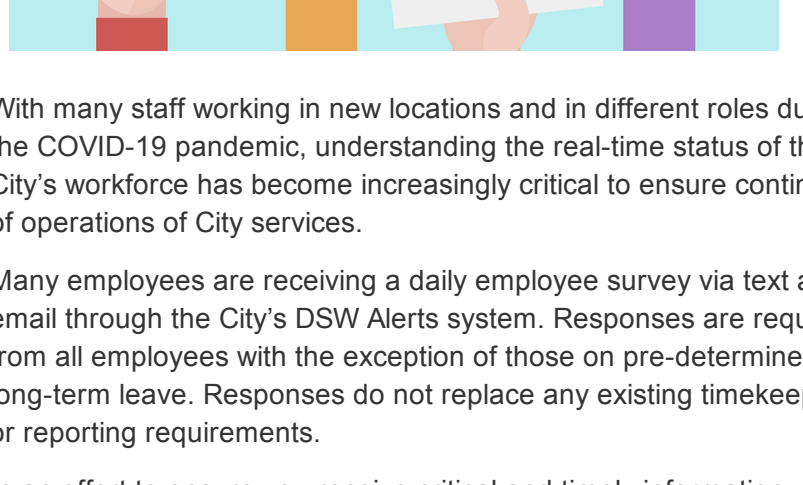 With many staff working in new locations and in different roles du
the COVID-19 pandemic, understanding the real-time status of th
City’s workforce has become increasingly critical to ensure contin
of operations of City services.
Many employees are receiving a daily employee survey via text a
email through the City’s DSW Alerts system. Responses are requ
from all employees with the exception of those on pre-determine
long-term leave. Responses do not replace any existing timekeep
or reporting requirements.